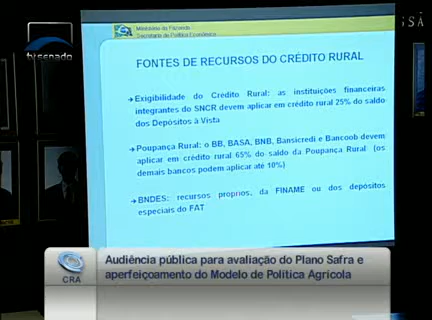 Ministério da Fazenda
Secretaria de Política Econômica
tv senado
FONTES DE RECURSOS DO CRÉDITO RURAL
Exigibilidade do Crédito Rural: as instituições financeiras
integrantes do SNCR devem aplicar em crédito rural 25% do saldo
dos Depósitos à Vista
Poupança Rural: o BB, BASA, BNB, Bansicredi e Bancoob devem
aplicar em crédito rural 65% do saldo da Poupança Rural (os
demais bancos podem aplicar até 10%)
BNDES: recursos próprios, da FINAME ou dos depósitos
especiais do FAT
CRA
Audiência pública para avaliação do Plano Safra e
aperfeiçoamento do Modelo de Política Agrícola